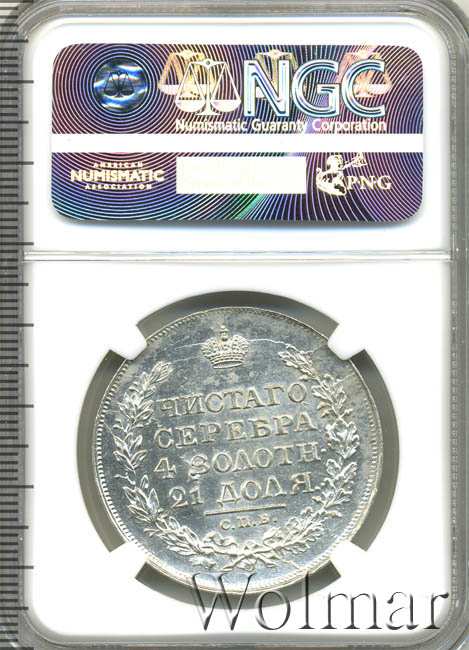 NGC
Numismatic Guaranty Corporation
AMERICAN
NUMISMATIC
ASSOCIATION
PNG
ЧИСТАГО
СЕРЕБРА
4 ЗОЛОТН.
21 ДОЛЯ
С.П.Б.
Wolmar